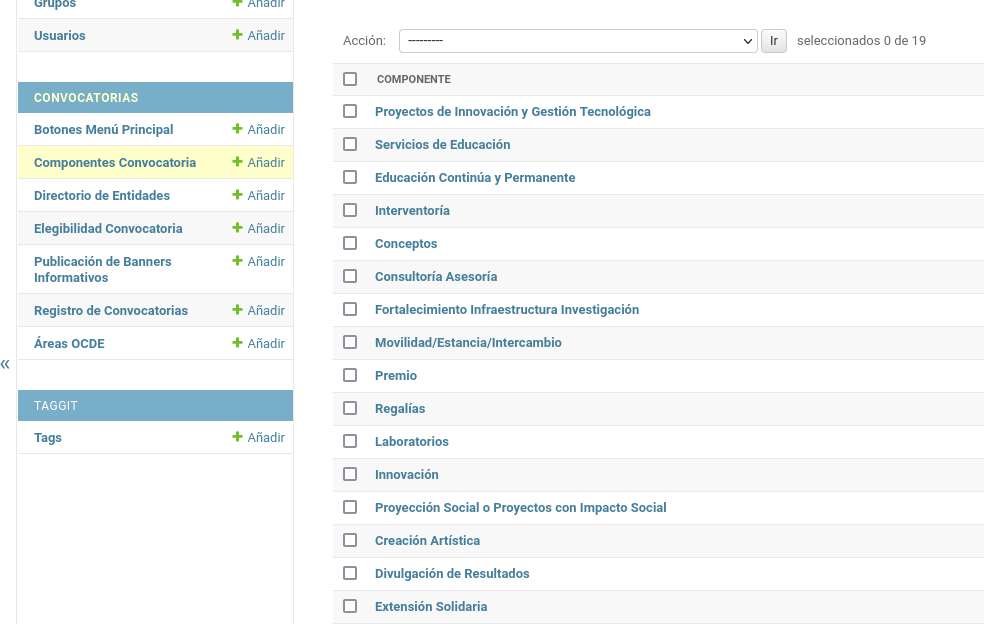 Grupos
Añadir
Usuarios
Añadir
CONVOCATORIAS
Botones Menú Principal
Añadir
Componentes Convocatoria
Añadir
Directorio de Entidades
Añadir
Elegibilidad Convocatoria
Añadir
Publicación de Banners
Informativos
Añadir
Registro de Convocatorias
Añadir
Áreas OCDE
Añadir
«
TAGGIT
Tags
Añadir
Acción:
---------
Ir
seleccionados 0 de 19
COMPONENTE
Proyectos de Innovación y Gestión Tecnológica
Servicios de Educación
Educación Continúa y Permanente
Interventoría
Conceptos
Consultoría Asesoría
Fortalecimiento Infraestructura Investigación
Movilidad/Estancia/Intercambio
Premio
Regalías
Laboratorios
Innovación
Proyección Social o Proyectos con Impacto Social
Creación Artística
Divulgación de Resultados
Extensión Solidaria